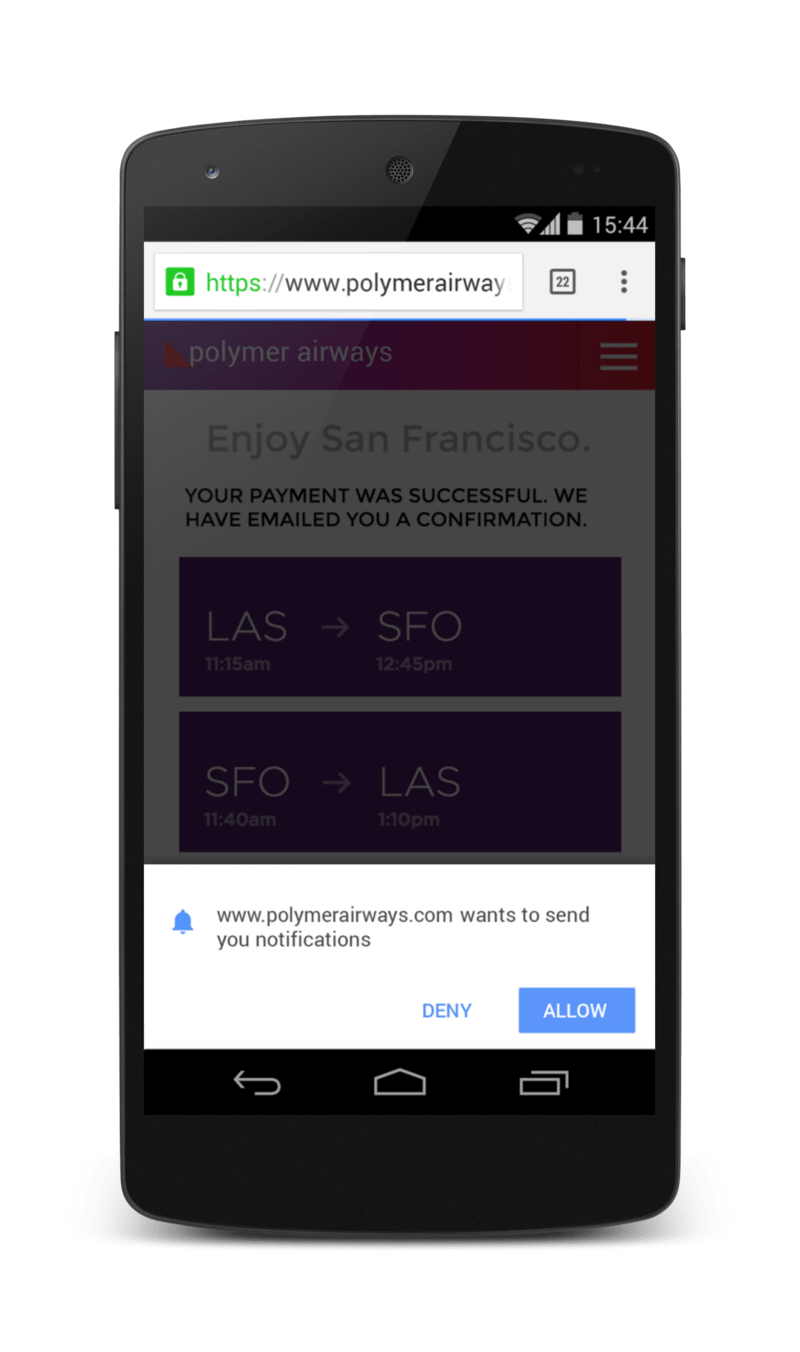 15:44
https://www.polymerairway
22
polymer airways
Enjoy San Francisco.
YOUR PAYMENT WAS SUCCESSFUL. WE
HAVE EMAILED YOU A CONFIRMATION.
LAS → SFO
11:15am 12:45pm
SFO → LAS
11:40am 1:10pm
www.polymerairways.com wants to send
you notifications
DENY ALLOW